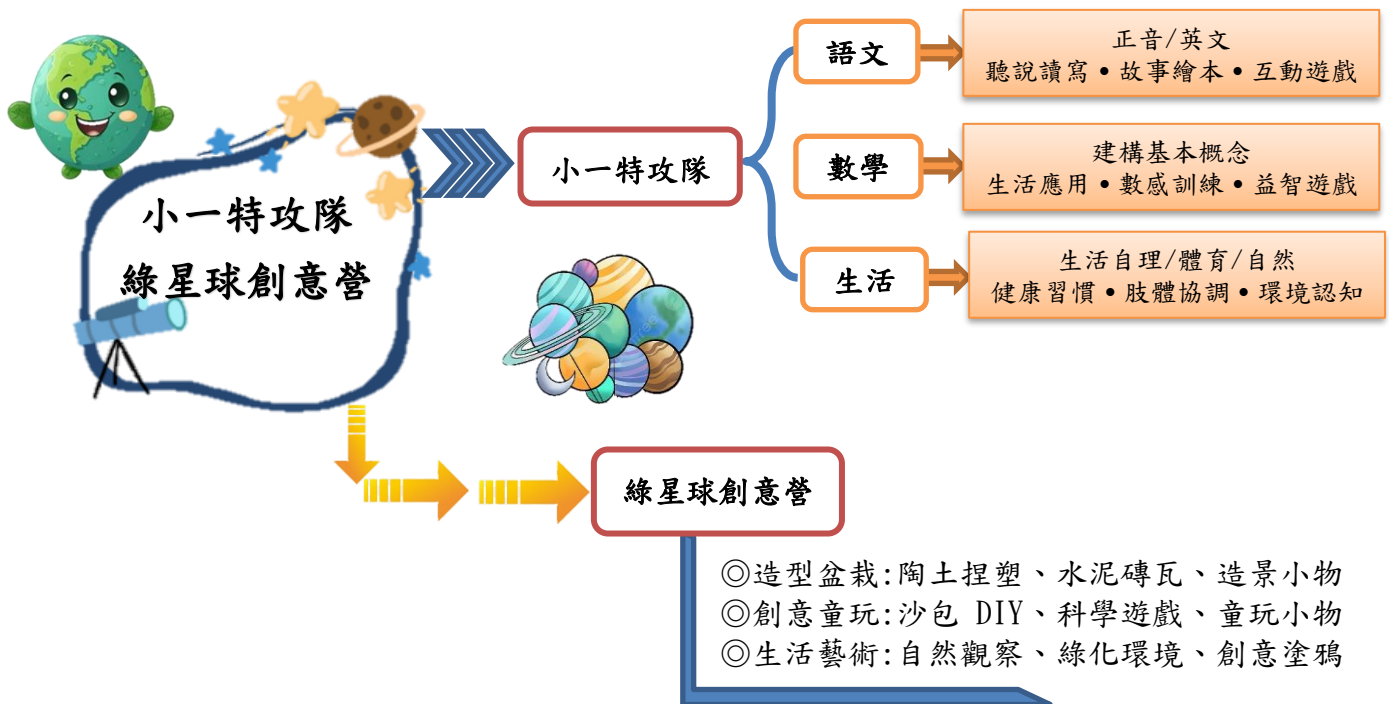 小一特攻隊
綠星球創意營
小一特攻隊
語文
正音/英文
聽說讀寫•故事繪本•互動遊戲
數學
建構基本概念
生活應用•數感訓練•益智遊戲
生活
生活自理/體育/自然
健康習慣•肢體協調•環境認知
綠星球創意營
◎造型盆栽:陶土捏塑、水泥磚瓦、造景小物
◎創意童玩:沙包 DIY、科學遊戲、童玩小物
◎生活藝術:自然觀察、綠化環境、創意塗鴉